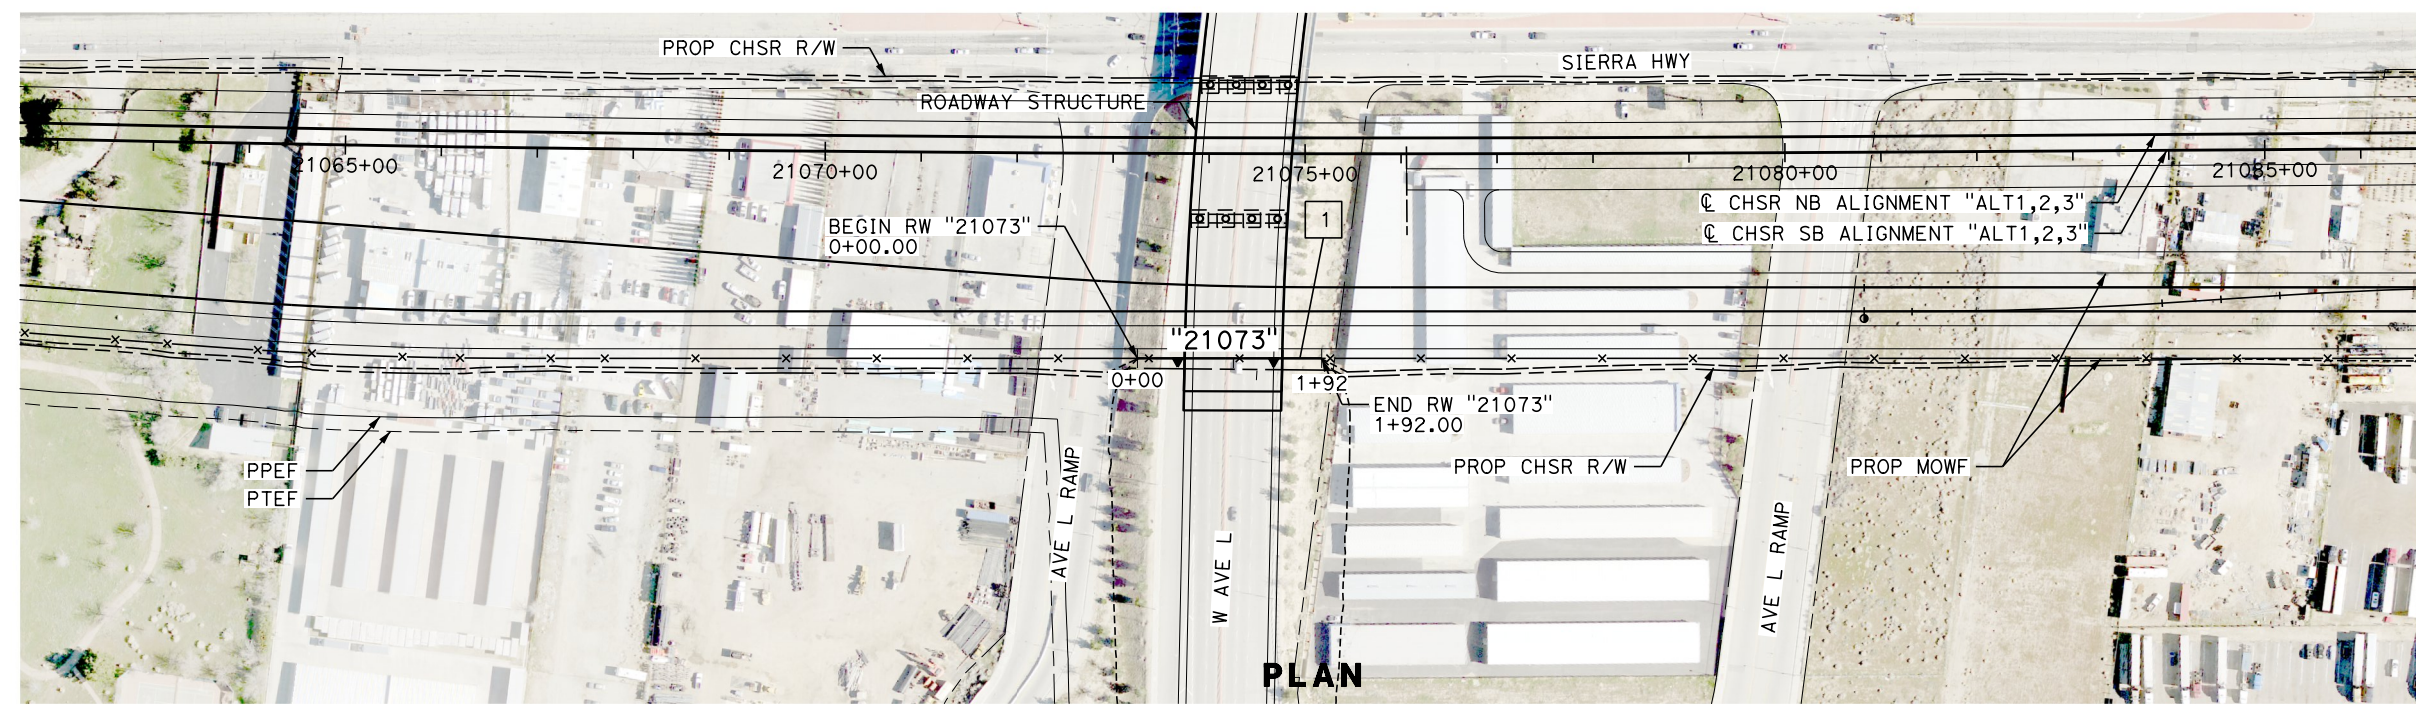 PROP CHSR R/W
SIERRA HWY
ROADWAY STRUCTURE
21065+00
21070+00
21075+00
21080+00
21085+00
℄ CHSR NB ALIGNMENT "ALT1,2,3"
℄ CHSR SB ALIGNMENT "ALT1,2,3"
BEGIN RW "21073"
0+00.00
1
"21073"
0+00
1+92
END RW "21073"
1+92.00
PPEF
PTEF
PROP CHSR R/W
PROP MOWF
AVE L RAMP
W AVE L
AVE L RAMP
PLAN